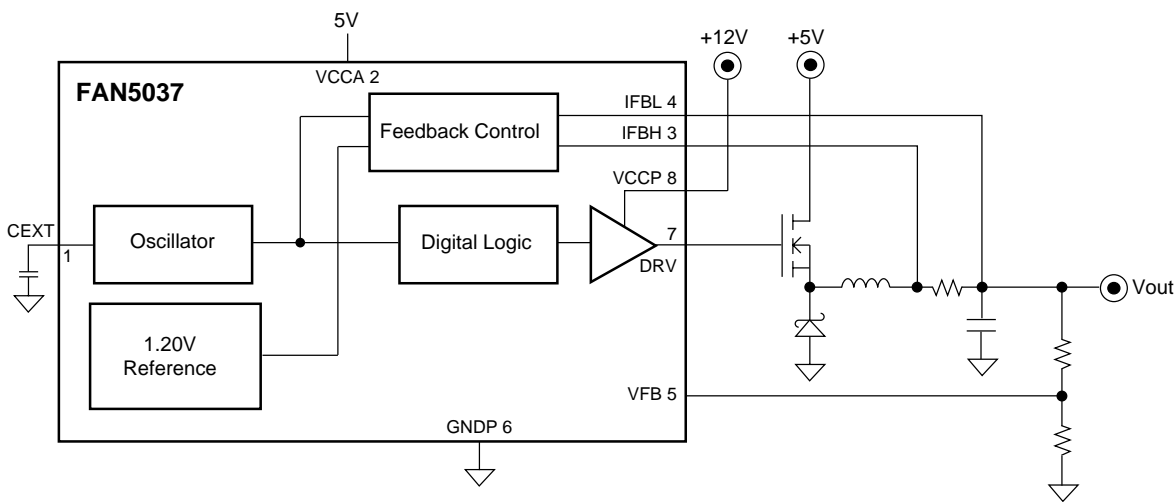 5V
+12V
+5V
VCCA 2
FAN5037
IFBL 4
Feedback Control
IFBH 3
VCCP 8
CEXT
1
Oscillator
Digital Logic
7
DRV
Vout
1.20V
Reference
VFB 5
GNDP 6